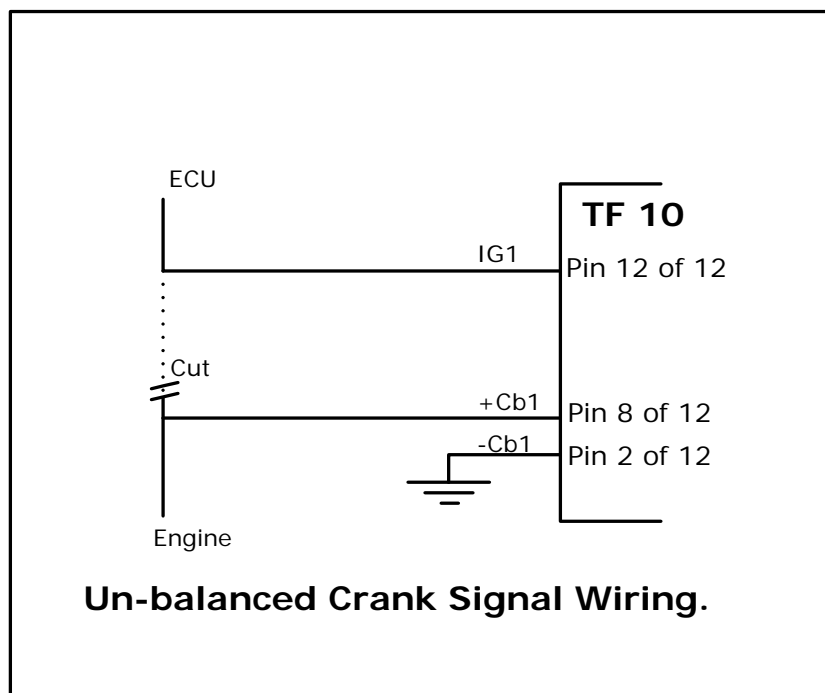 ECU
TF 10
IG1
Pin 12 of 12
Cut
+Cb1
Pin 8 of 12
-Cb1
Pin 2 of 12
Engine
Un-balanced Crank Signal Wiring.